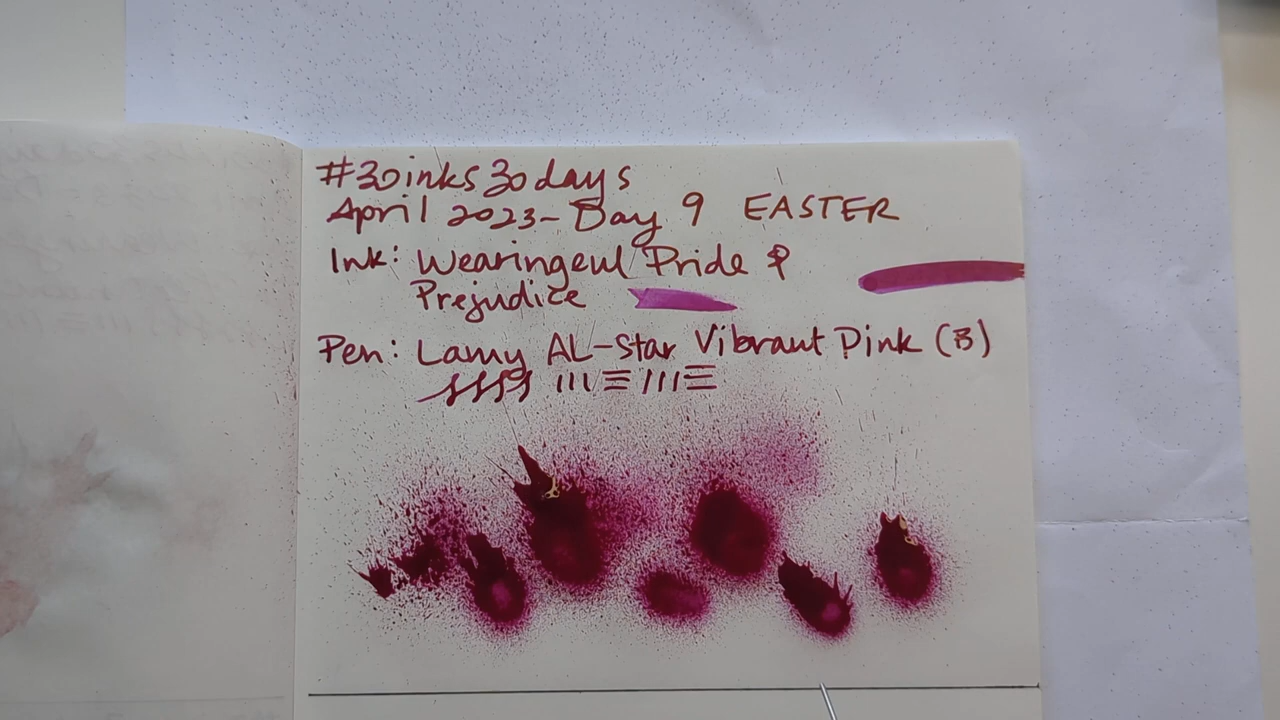 #30inks30days
April 2023-Day 9 EASTER
Ink: Wearingeul Pride &
Prejudice
Pen: Lamy AL-Star Vibrant Pink (B)